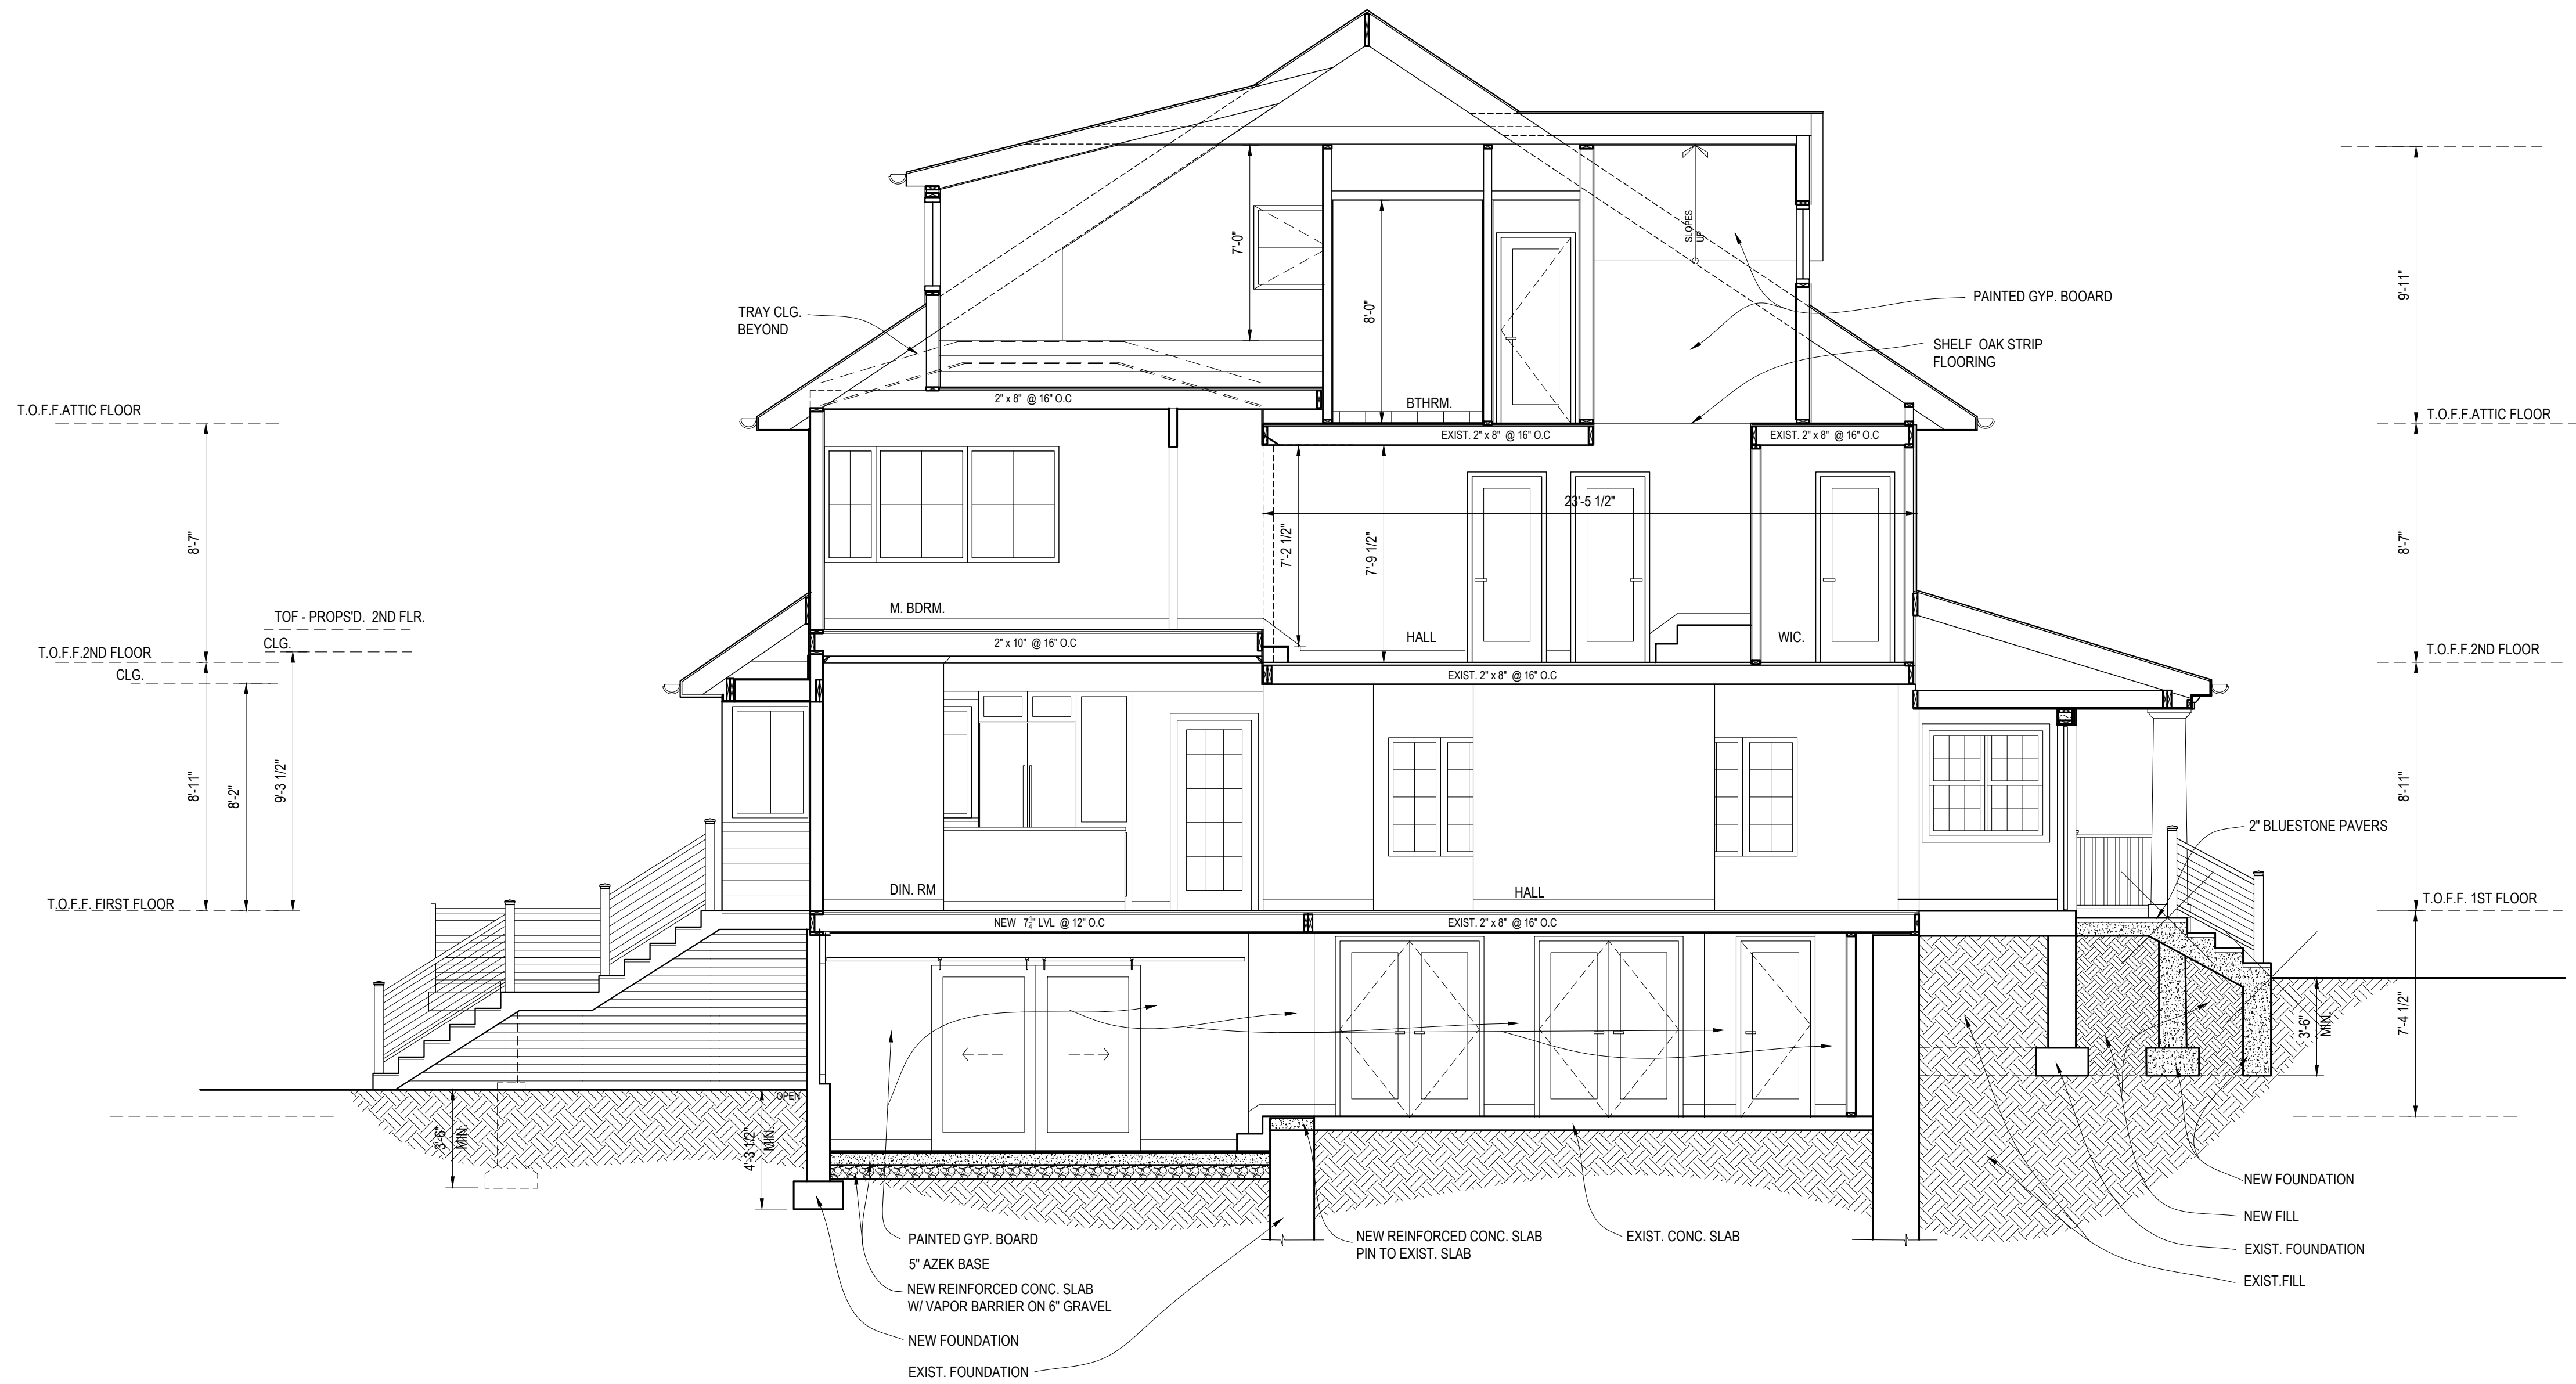 7'-0"
8'-0"
SLOPES
UP
9'-11"
TRAY CLG.
BEYOND
PAINTED GYP. BOOARD
SHELF  OAK STRIP
FLOORING
2" x 8"  @ 16" O.C
BTHRM.
T.O.F.F.ATTIC FLOOR
T.O.F.F.ATTIC FLOOR
EXIST. 2" x 8"  @ 16" O.C
EXIST. 2" x 8"  @ 16" O.C
8'-7"
23'-5 1/2"
7'-2 1/2"
7'-9 1/2"
8'-7"
M. BDRM.
TOF - PROPS'D.  2ND FLR.
CLG.
HALL
WIC.
2" x 10"  @ 16" O.C
T.O.F.F.2ND FLOOR
T.O.F.F.2ND FLOOR
CLG.
EXIST. 2" x 8"  @ 16" O.C
8'-11"
8'-2"
9'-3 1/2"
8'-11"
2" BLUESTONE PAVERS
DIN. RM
HALL
T.O.F.F. FIRST FLOOR
T.O.F.F. 1ST FLOOR
NEW  7 1/4" LVL  @ 12" O.C
EXIST. 2" x 8"  @ 16" O.C
7'-4 1/2"
3'-6"
MIN.
OPEN
3'-6"
MIN.
4'-3 1/2"
MIN.
NEW FOUNDATION
NEW FILL
EXIST. FOUNDATION
EXIST.FILL
PAINTED GYP. BOARD
5" AZEK BASE
NEW REINFORCED CONC. SLAB
W/ VAPOR BARRIER ON 6" GRAVEL
NEW REINFORCED CONC. SLAB
PIN TO EXIST. SLAB
EXIST. CONC. SLAB
NEW FOUNDATION
EXIST. FOUNDATION